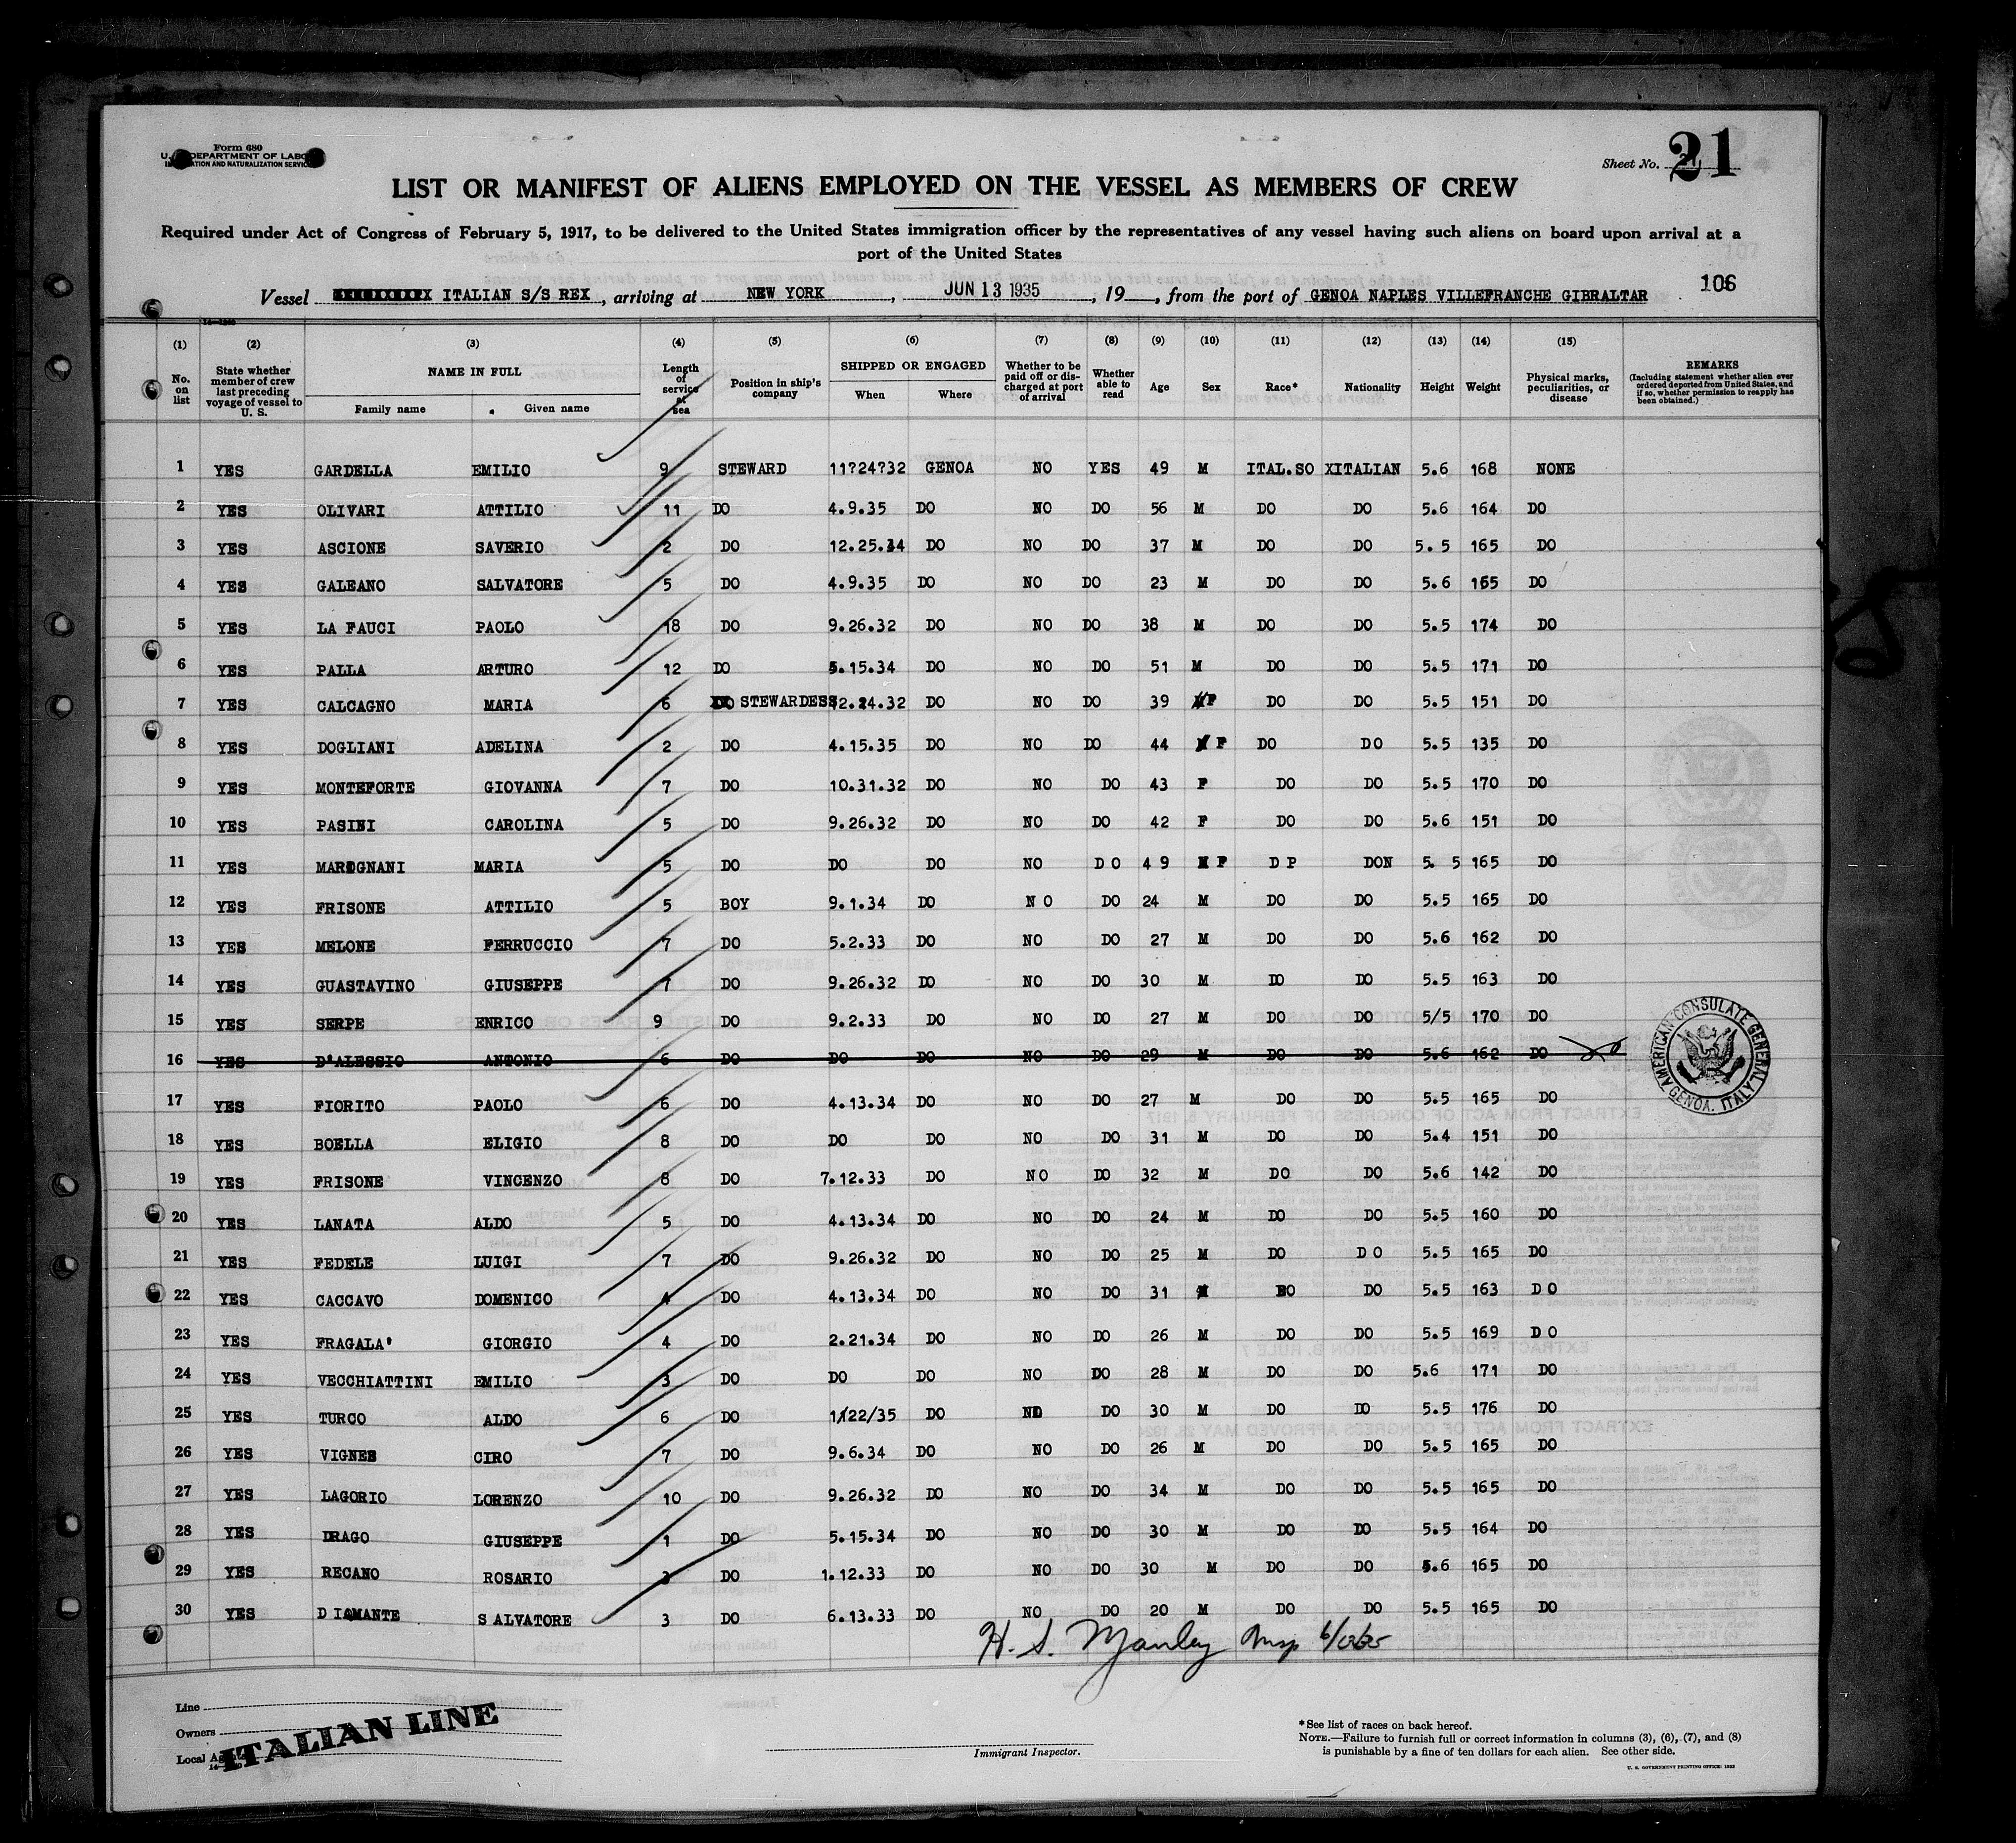 Form 680
U. S. DEPARTMENT OF LABOR
IMMIGRATION AND NATURALIZATION SERVICE
Sheet No. 21
21
LIST OR MANIFEST OF ALIENS EMPLOYED ON THE VESSEL AS MEMBERS OF CREW
Required under Act of Congress of February 5, 1917, to be delivered to the United States immigration officer by the representatives of any vessel having such aliens on board upon arrival at a
port of the United States
Vessel ITALIAN S/S REX, arriving at NEW YORK, JUN 13 1935, 19, from the port of GENOA NAPLES VILLEFRANCHE GIBRALTAR 106
(1) (2) (3) (4) (5) (6) (7) (8) (9) (10) (11) (12) (13) (14) (15)
No. on list State whether member of crew last preceding voyage of vessel to U. S. NAME IN FULL Family name Given name Length of service at sea Position in ship's company SHIPPED OR ENGAGED When Where Whether to be paid off or discharged at port of arrival Whether able to read Age Sex Race* Nationality Height Weight Physical marks, peculiarities, or disease REMARKS (Including statement whether alien ever ordered deported from United States, and if so, whether permission to reapply has been obtained.)
1 YES GARDELLA EMILIO 9 STEWARD 11?24?32 GENOA NO YES 49 M ITAL.SO XITALIAN 5.6 168 NONE
2 YES OLIVARI ATTILIO 11 DO 4.9.35 DO NO DO 56 M DO DO 5.6 164 DO
3 YES ASCIONE SAVERIO 2 DO 12.25.34 DO NO DO 37 M DO DO 5.5 165 DO
4 YES GALEANO SALVATORE 5 DO 4.9.35 DO NO DO 23 M DO DO 5.6 165 DO
5 YES LA FAUCI PAOLO 18 DO 9.26.32 DO NO DO 38 M DO DO 5.5 174 DO
6 YES PALLA ARTURO 12 DO 5.15.34 DO NO DO 51 M DO DO 5.5 171 DO
7 YES CALCAGNO MARIA 6 STEWARDESS 12.24.32 DO NO DO 39 F DO DO 5.5 151 DO
8 YES DOGLIANI ADELINA 2 DO 4.15.35 DO NO DO 44 F DO DO 5.5 135 DO
9 YES MONTEFORTE GIOVANNA 7 DO 10.31.32 DO NO DO 43 F DO DO 5.5 170 DO
10 YES PASINI CAROLINA 5 DO 9.26.32 DO NO DO 42 F DO DO 5.6 151 DO
11 YES MAROGNANI MARIA 5 DO DO DO NO DO 49 F DP DON 5. 5 165 DO
12 YES FRISONE ATTILIO 5 BOY 9.1.34 DO NO DO 24 M DO DO 5.5 165 DO
13 YES MELONE FERRUCCIO 7 DO 5.2.33 DO NO DO 27 M DO DO 5.6 162 DO
14 YES GUASTAVINO GIUSEPPE 7 DO 9.26.32 DO NO DO 30 M DO DO 5.5 163 DO
15 YES SERPE ENRICO 9 DO 9.2.33 DO NO DO 27 M DO DO 5/5 170 DO
16 YES D'ALESSIO ANTONIO 6 DO DO DO NO DO 29 M DO DO 5.6 162 DO
AMERICAN CONSULATE GENERAL GENOA, ITALY
17 YES FIORITO PAOLO 6 DO 4.13.34 DO NO DO 27 M DO DO 5.5 165 DO
18 YES BOELLA ELIGIO 8 DO DO DO NO DO 31 M DO DO 5.4 151 DO
19 YES FRISONE VINCENZO 8 DO 7.12.33 DO NO DO 32 M DO DO 5.6 142 DO
20 YES LANATA ALDO 5 DO 4.13.34 DO NO DO 24 M DO DO 5.5 160 DO
21 YES FEDELE LUIGI 7 DO 9.26.32 DO NO DO 25 M DO DO 5.5 165 DO
22 YES CACCAVO DOMENICO 4 DO 4.13.34 DO NO DO 31 M DO DO 5.5 163 DO
23 YES FRAGALA' GIORGIO 4 DO 2.21.34 DO NO DO 26 M DO DO 5.5 169 DO
24 YES VECCHIATTINI EMILIO 3 DO DO DO NO DO 28 M DO DO 5.6 171 DO
25 YES TURCO ALDO 6 DO 1/22/35 DO NO DO 30 M DO DO 5.5 176 DO
26 YES VIGNES CIRO 7 DO 9.6.34 DO NO DO 26 M DO DO 5.5 165 DO
27 YES LAGORIO LORENZO 10 DO 9.26.32 DO NO DO 34 M DO DO 5.5 165 DO
28 YES DRAGO GIUSEPPE 1 DO 5.15.34 DO NO DO 30 M DO DO 5.5 164 DO
29 YES RECANO ROSARIO 3 DO 1.12.33 DO NO DO 30 M DO DO 5.6 165 DO
30 YES DIAMANTE SALVATORE 3 DO 6.13.33 DO NO DO 20 M DO DO 5.5 165 DO
H. S. Manley Insp 6/13/35
Line
Owners
Local Agents
ITALIAN LINE
Immigrant Inspector.
*See list of races on back hereof.
NOTE.—Failure to furnish full or correct information in columns (3), (6), (7), and (8)
is punishable by a fine of ten dollars for each alien. See other side.
U. S. GOVERNMENT PRINTING OFFICE: 1932